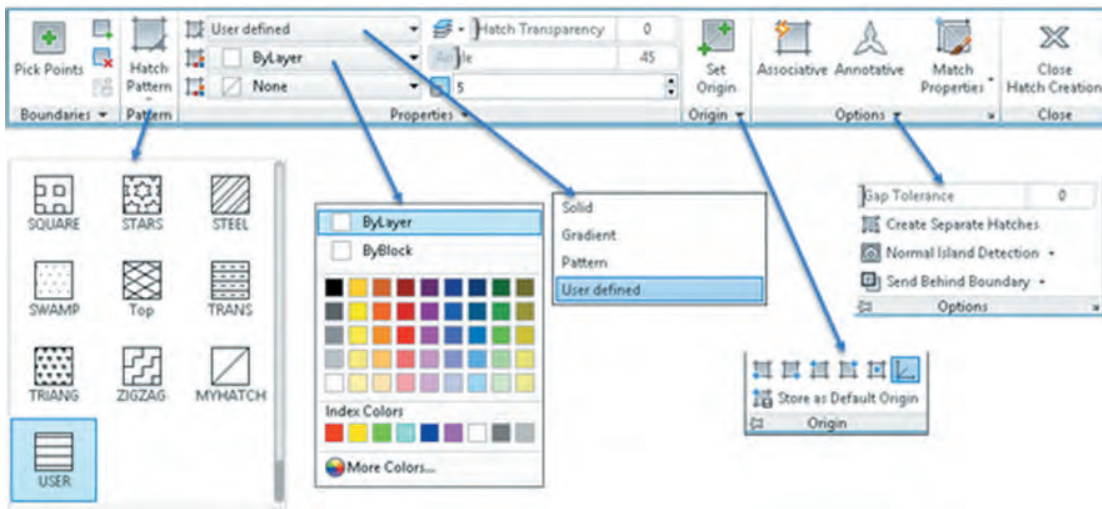 User defined
Hatch Transparency 0
ByLayer
45
None
5
Pick Points
Hatch Pattern
Set Origin
Associative
Annotative
Match Properties
Close Hatch Creation
Boundaries
Pattern
Properties
Origin
Options
Close
SQUARE
STARS
STEEL
SWAMP
Top
TRANS
TRIANG
ZIGZAG
MYHATCH
USER
ByLayer
ByBlock
Index Colors
More Colors...
Solid
Gradient
Pattern
User defined
Gap Tolerance 0
Create Separate Hatches
Normal Island Detection
Send Behind Boundary
Options
Store as Default Origin
Origin